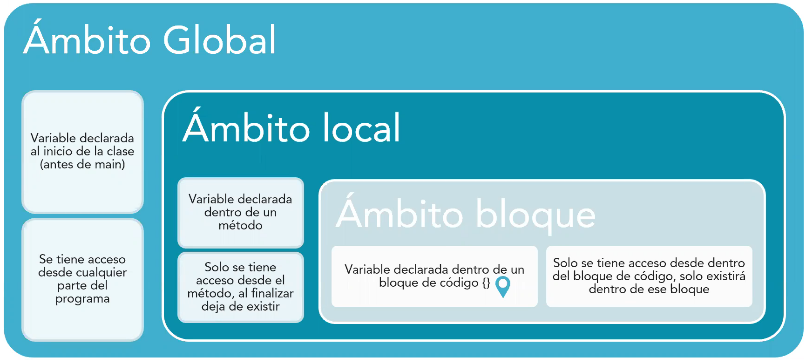 Ámbito Global
Variable declarada
al inicio de la clase
(antes de main)
Se tiene acceso
desde cualquier
parte del
programa
Ámbito local
Variable declarada
dentro de un
método
Solo se tiene
acceso desde el
método, al finalizar
deja de existir
Ámbito bloque
Variable declarada dentro de un
bloque de código {}
Solo se tiene acceso desde dentro
del bloque de código, solo existirá
dentro de ese bloque